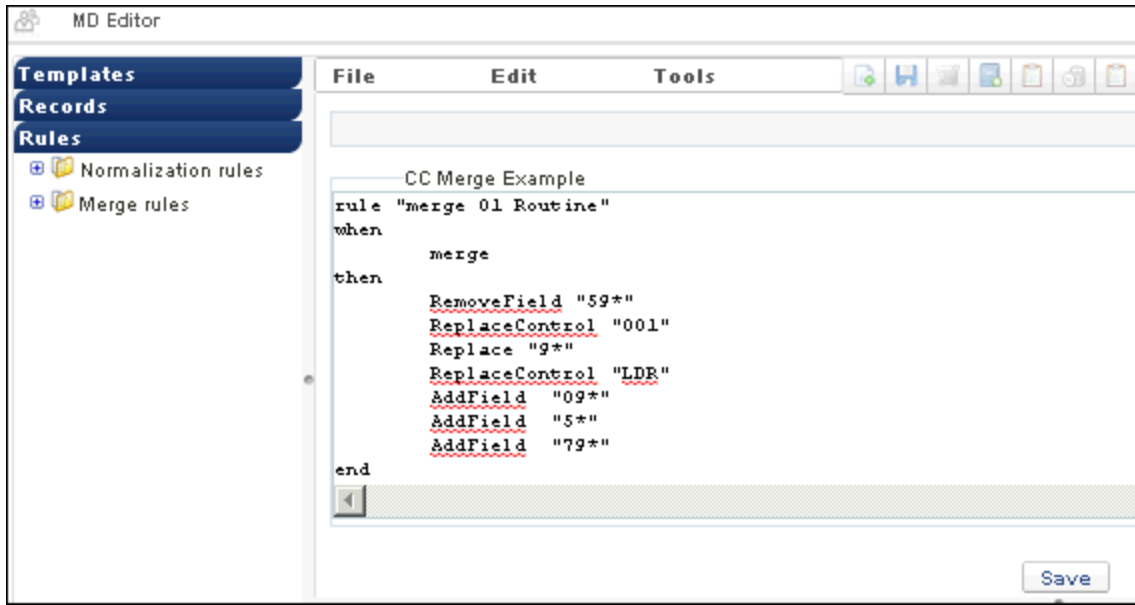 MD Editor
Templates
Records
Rules
Normalization rules
Merge rules
File Edit Tools
CC Merge Example
rule "merge 01 Routine"
when
merge
then
RemoveField "59*"
ReplaceControl "001"
Replace "9*"
ReplaceControl "LDR"
AddField "09*"
AddField "5*"
AddField "79*"
end
Save